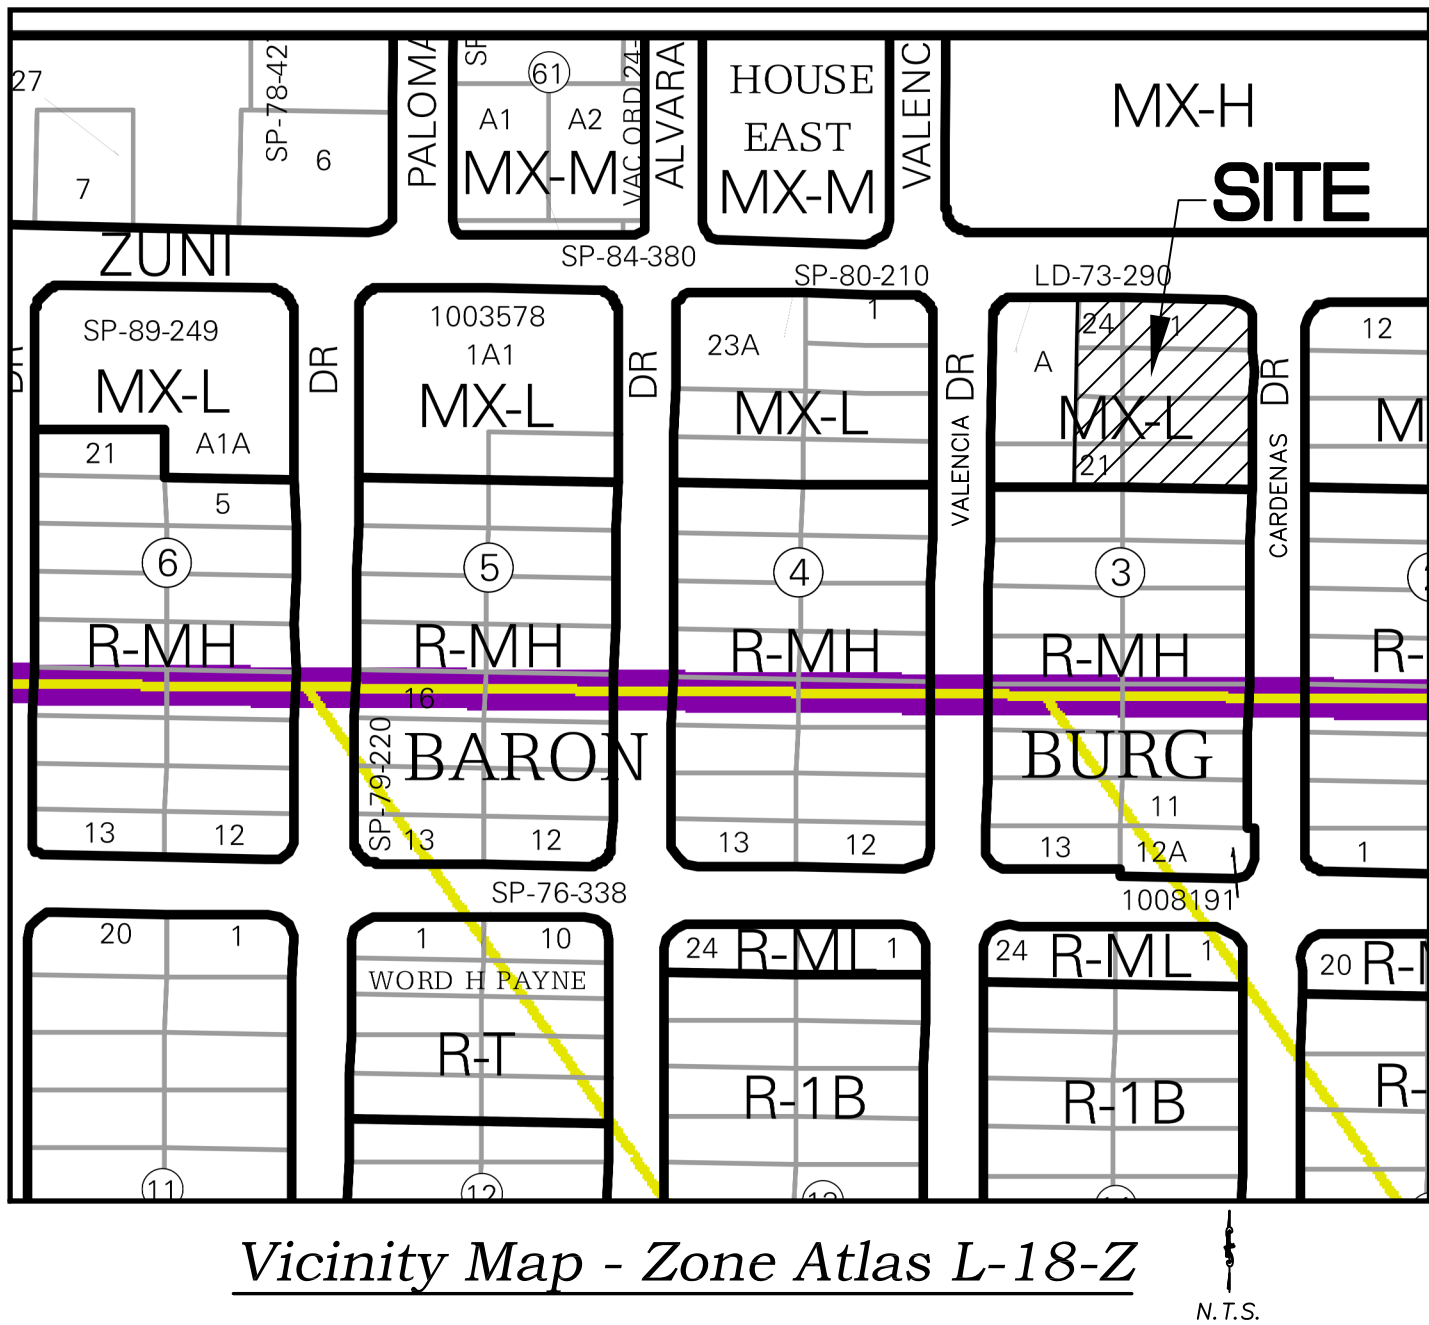 27
SP-78-42
7
6
PALOMA
SP
61
A1
A2
MX-M
VAC ORD 24-
ALVARA
HOUSE
EAST
MX-M
VALENC
MX-H
SITE
ZUNI
SP-84-380
SP-80-210
LD-73-290
DR
SP-89-249
MX-L
A1A
21
5
6
R-MH
DR
1003578
1A1
MX-L
5
R-MH
DR
1
23A
MX-L
4
R-MH
VALENCIA DR
24
1
A
MX-L
21
3
R-MH
CARDENAS DR
12
M
R-
16
SP-79-220
BARON
BURG
11
13
12
13
12
13
12
13
12A
1
SP-76-338
1008191
20
1
1
10
24
R-ML
1
24
R-ML
1
20
WORD H PAYNE
R-T
R-1B
R-1B
R-
11
12
Vicinity Map - Zone Atlas L-18-Z
N.T.S.